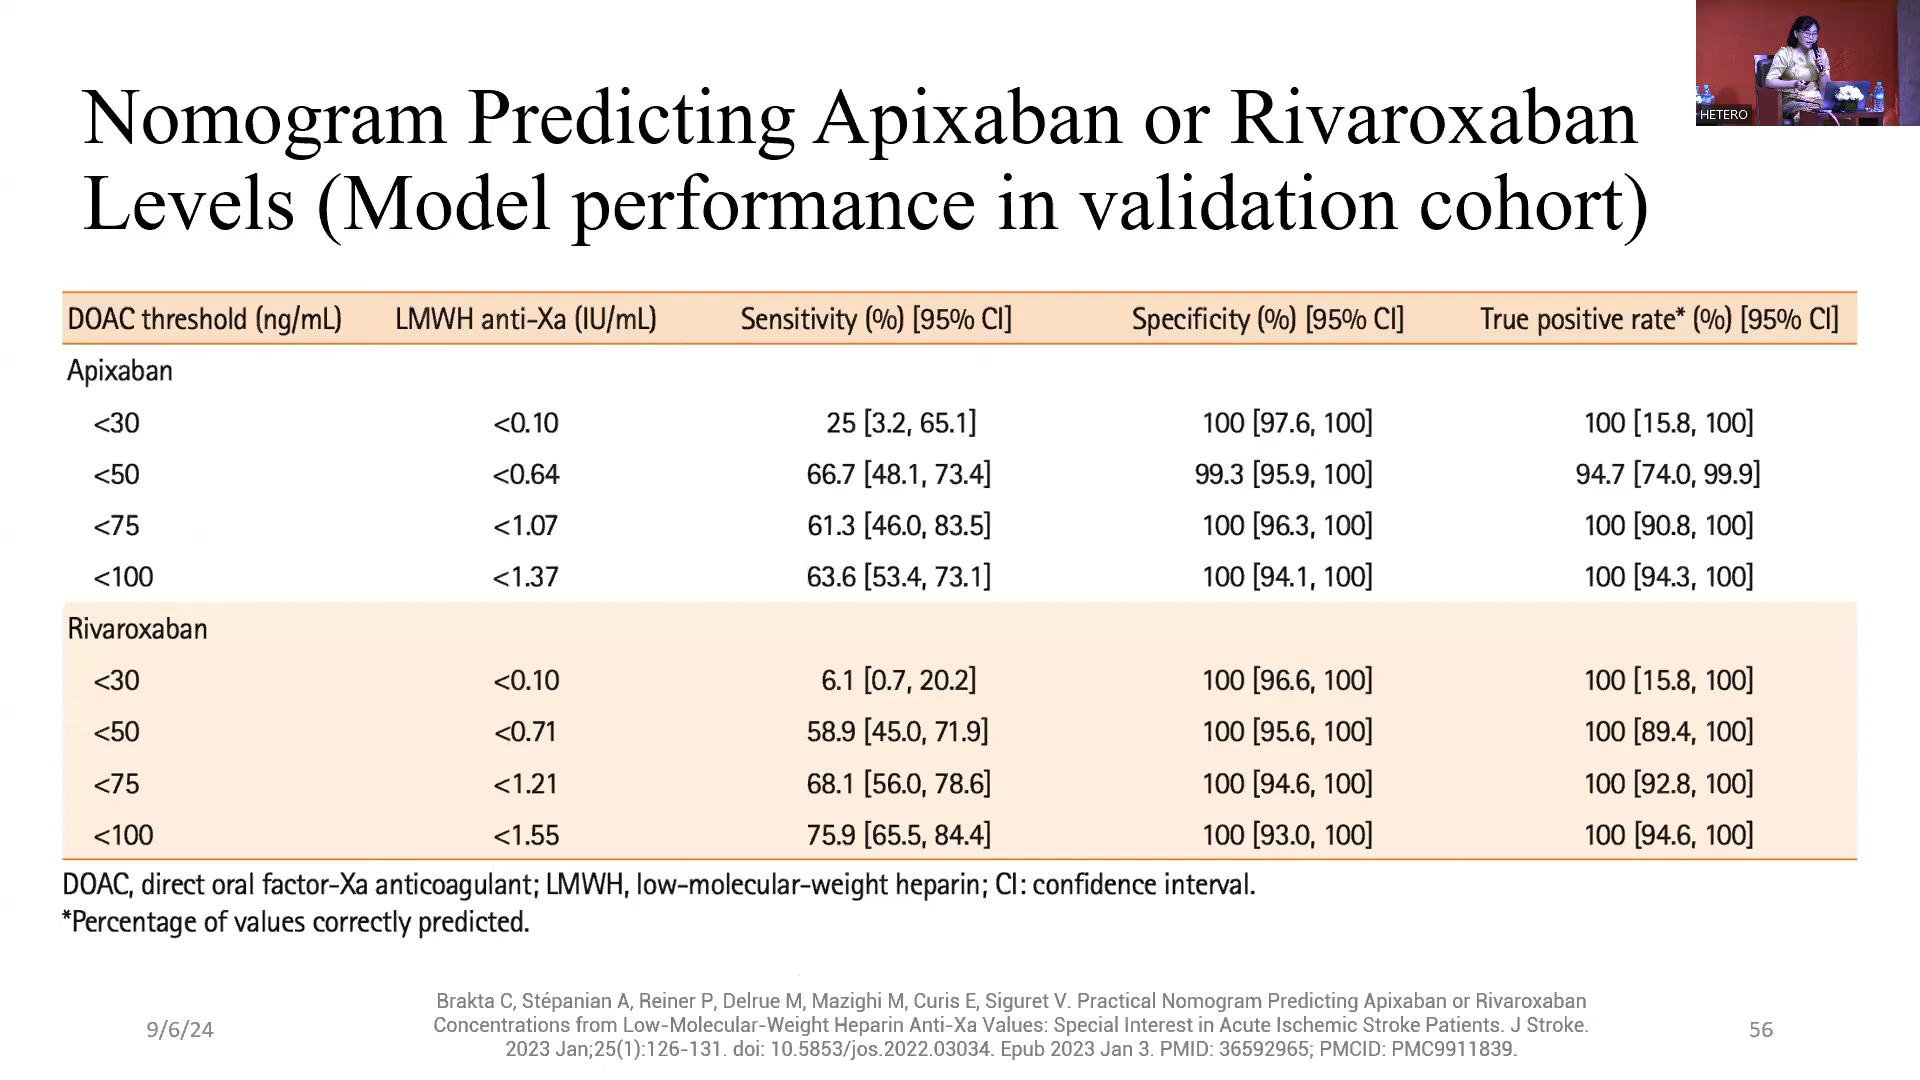 HETERO
Nomogram Predicting Apixaban or Rivaroxaban
Levels (Model performance in validation cohort)
DOAC threshold (ng/mL) LMWH anti-Xa (IU/mL) Sensitivity (%) [95% CI] Specificity (%) [95% CI] True positive rate* (%) [95% CI]
Apixaban
<30 <0.10 25 [3.2, 65.1] 100 [97.6, 100] 100 [15.8, 100]
<50 <0.64 66.7 [48.1, 73.4] 99.3 [95.9, 100] 94.7 [74.0, 99.9]
<75 <1.07 61.3 [46.0, 83.5] 100 [96.3, 100] 100 [90.8, 100]
<100 <1.37 63.6 [53.4, 73.1] 100 [94.1, 100] 100 [94.3, 100]
Rivaroxaban
<30 <0.10 6.1 [0.7, 20.2] 100 [96.6, 100] 100 [15.8, 100]
<50 <0.71 58.9 [45.0, 71.9] 100 [95.6, 100] 100 [89.4, 100]
<75 <1.21 68.1 [56.0, 78.6] 100 [94.6, 100] 100 [92.8, 100]
<100 <1.55 75.9 [65.5, 84.4] 100 [93.0, 100] 100 [94.6, 100]
DOAC, direct oral factor-Xa anticoagulant; LMWH, low-molecular-weight heparin; CI: confidence interval.
*Percentage of values correctly predicted.
Brakta C, Stépanian A, Reiner P, Delrue M, Mazighi M, Curis E, Siguret V. Practical Nomogram Predicting Apixaban or Rivaroxaban
Concentrations from Low-Molecular-Weight Heparin Anti-Xa Values: Special Interest in Acute Ischemic Stroke Patients. J Stroke.
2023 Jan;25(1):126-131. doi: 10.5853/jos.2022.03034. Epub 2023 Jan 3. PMID: 36592965; PMCID: PMC9911839.
9/6/24
56